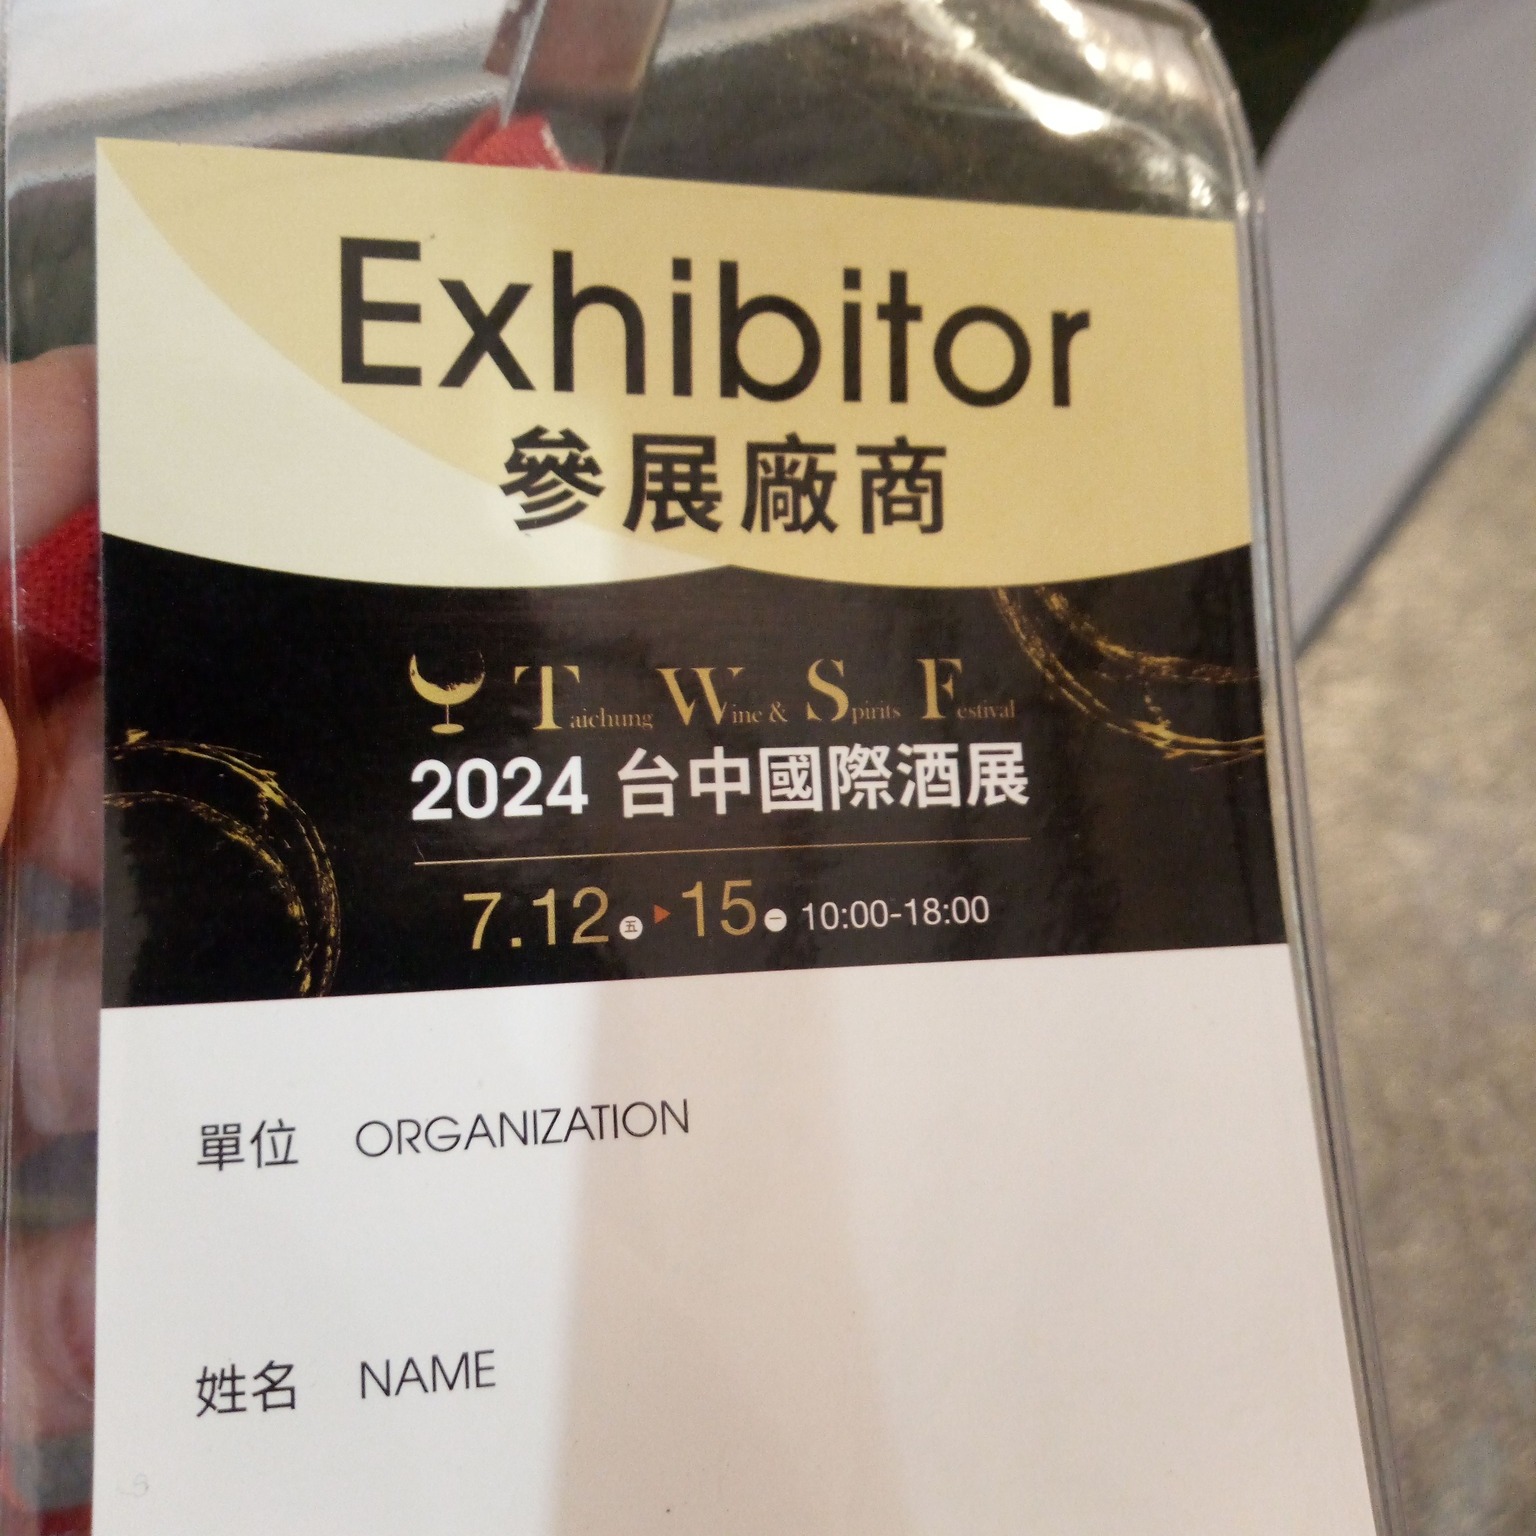 Exhibitor
參展廠商
Taichung Wine & Spirits Festival
2024 台中國際酒展
7.12 五 ▶ 15 一 10:00-18:00
單位 ORGANIZATION
姓名 NAME